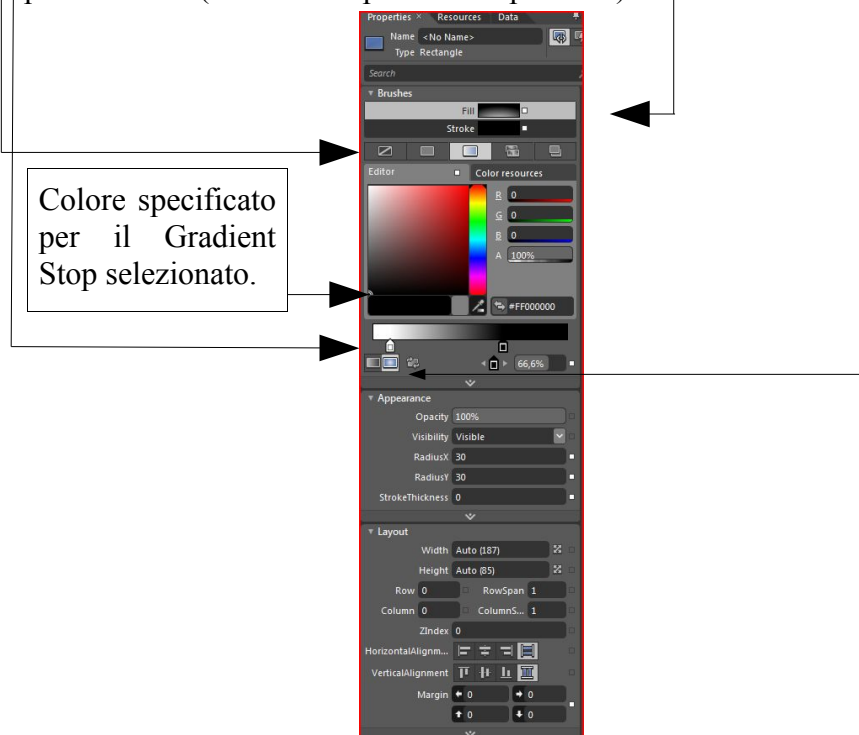 Properties × Resources Data
Name <No Name>
Type Rectangle
Search
Brushes
Fill
Stroke
Editor
Color resources
R 0
G 0
B 0
A 100%
#FF000000
Colore specificato
per il Gradient
Stop selezionato.
66,6%
Appearance
Opacity 100%
Visibility Visible
RadiusX 30
RadiusY 30
StrokeThickness 0
Layout
Width Auto (187)
Height Auto (85)
Row 0 RowSpan 1
Column 0 ColumnS... 1
ZIndex 0
HorizontalAlignm...
VerticalAlignment
Margin 0 0
0 0